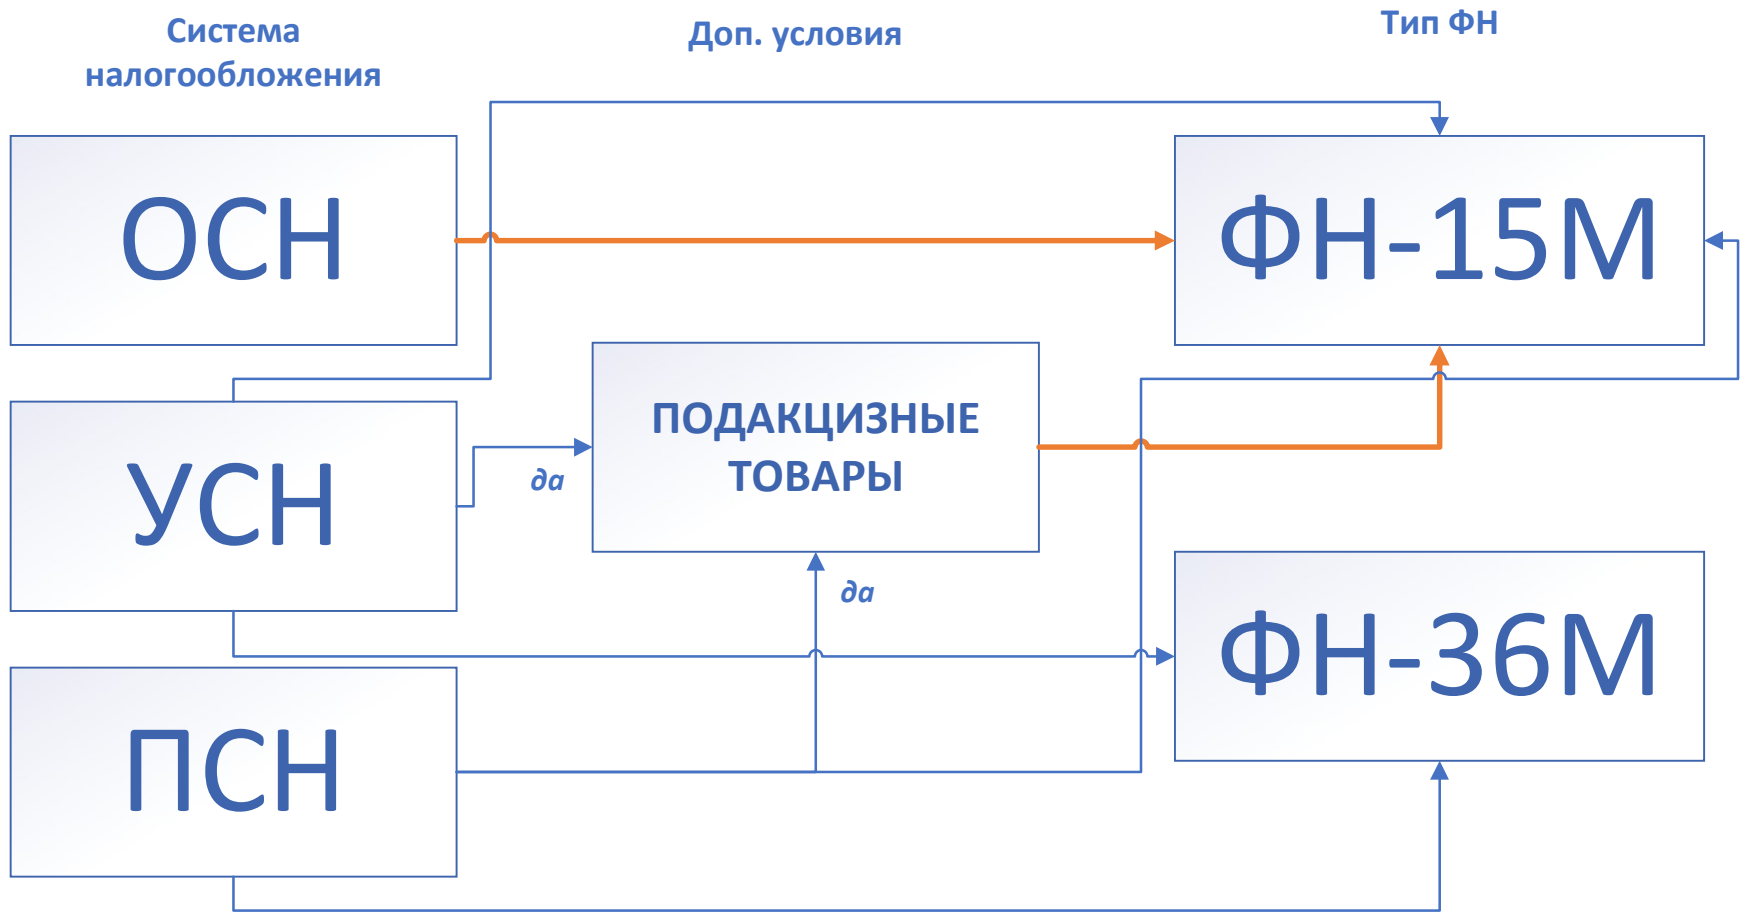 Система
налогообложения
Доп. условия
Тип ФН
ОСН
ФН-15М
УСН
да
ПОДАКЦИЗНЫЕ
ТОВАРЫ
да
ФН-36М
ПСН